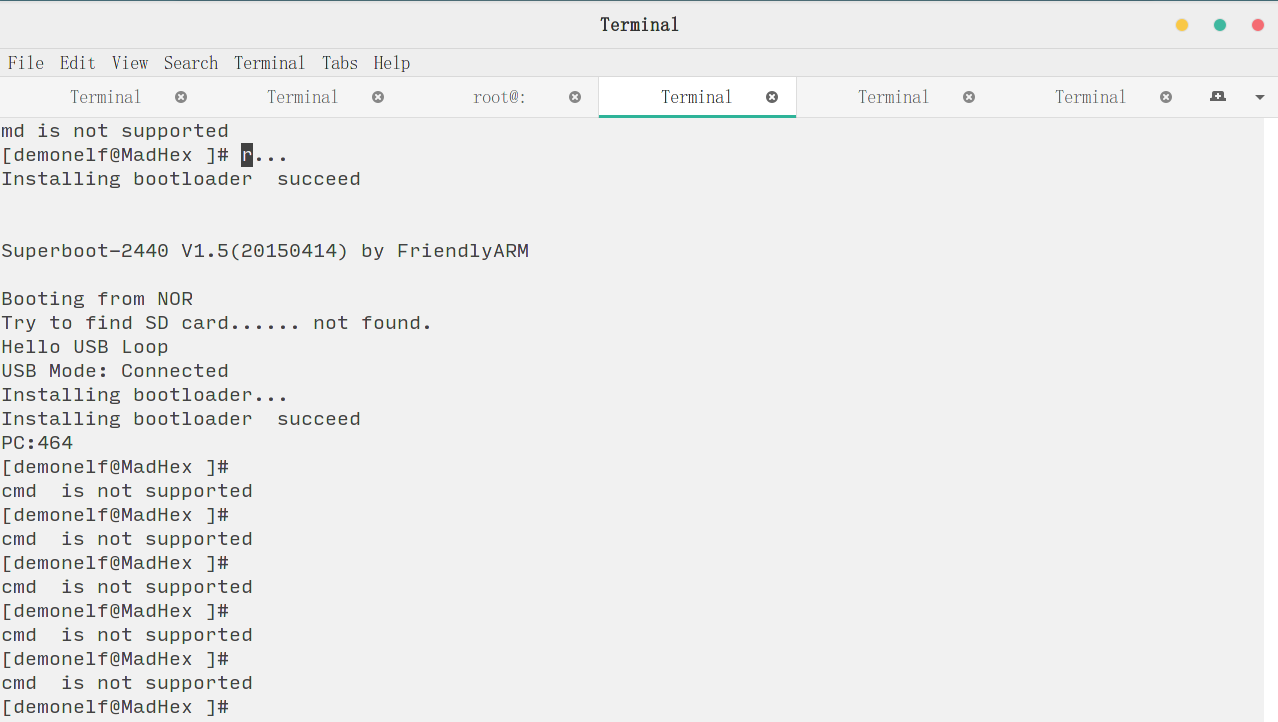 Terminal
File Edit View Search Terminal Tabs Help
Terminal Terminal root@: Terminal Terminal Terminal
md is not supported
[demonelf@MadHex ]# r...
Installing bootloader  succeed
Superboot-2440 V1.5(20150414) by FriendlyARM
Booting from NOR
Try to find SD card...... not found.
Hello USB Loop
USB Mode: Connected
Installing bootloader...
Installing bootloader  succeed
PC:464
[demonelf@MadHex ]#
cmd  is not supported
[demonelf@MadHex ]#
cmd  is not supported
[demonelf@MadHex ]#
cmd  is not supported
[demonelf@MadHex ]#
cmd  is not supported
[demonelf@MadHex ]#
cmd  is not supported
[demonelf@MadHex ]#